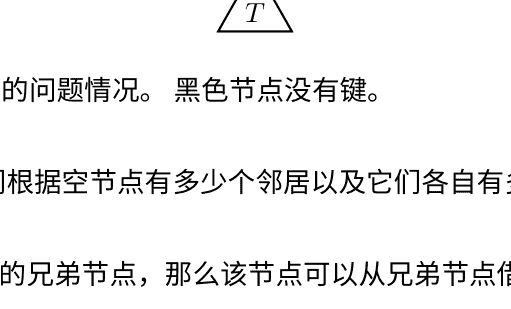 T
的问题情况。 黑色节点没有键。
根据空节点有多少个邻居以及它们各自有
的兄弟节点，那么该节点可以从兄弟节点借